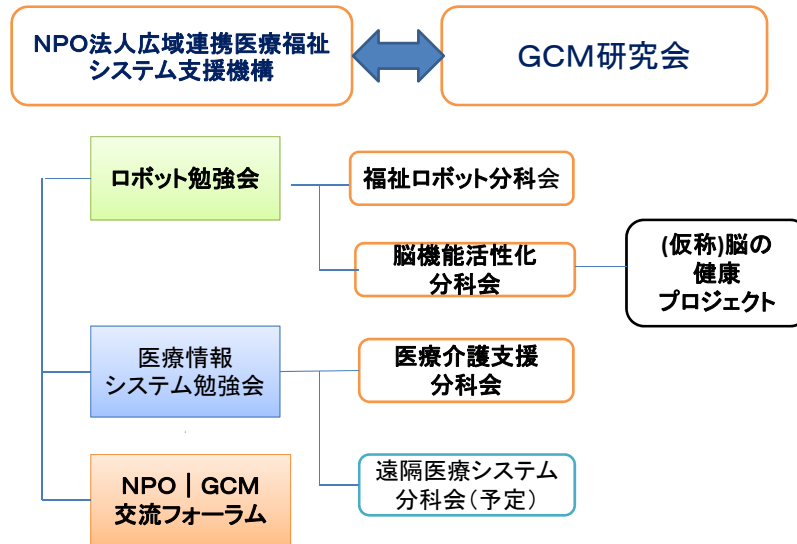 NPO法人広域連携医療福祉
システム支援機構
GCM研究会
ロボット勉強会
福祉ロボット分科会
脳機能活性化
分科会
(仮称)脳の
健康
プロジェクト
医療情報
システム勉強会
医療介護支援
分科会
遠隔医療システム
分科会(予定)
NPO|GCM
交流フォーラム